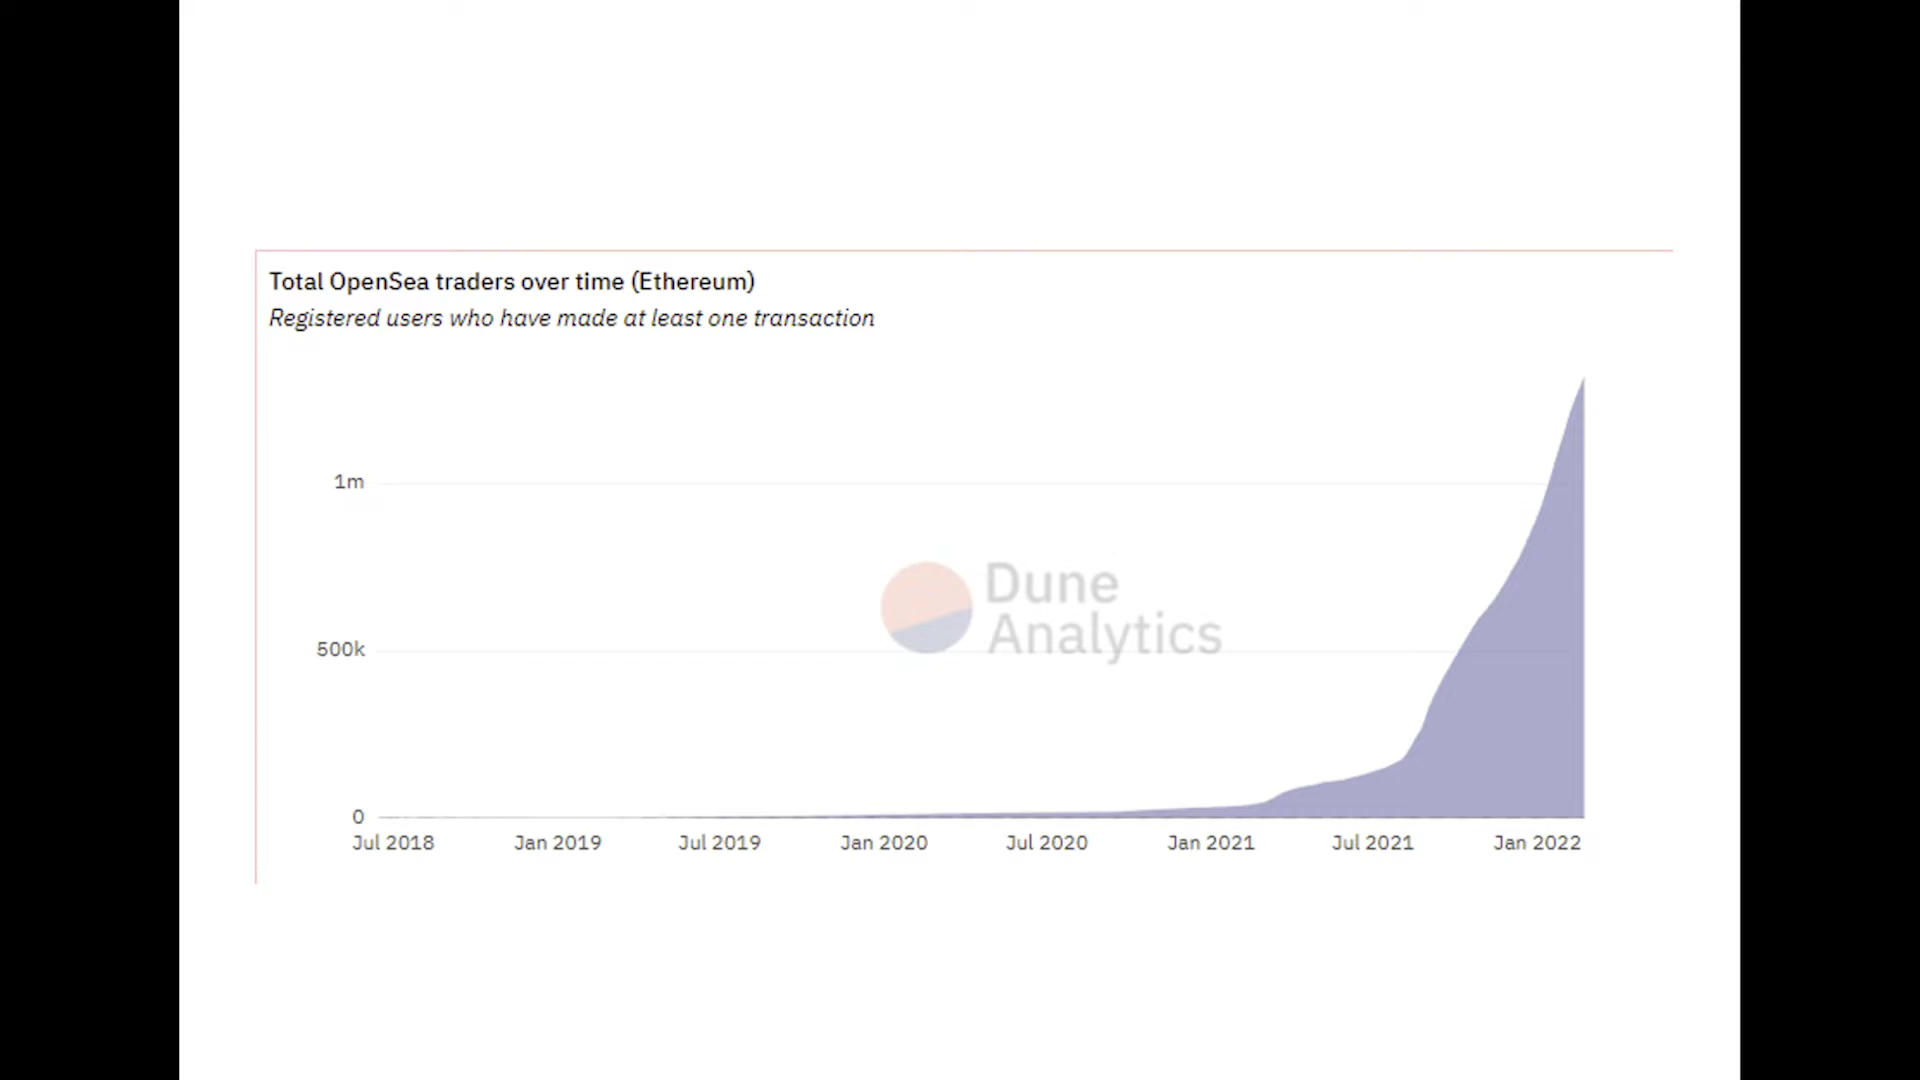 Total OpenSea traders over time (Ethereum)
Registered users who have made at least one transaction
1m
Dune
Analytics
500k
0
Jul 2018 Jan 2019 Jul 2019 Jan 2020 Jul 2020 Jan 2021 Jul 2021 Jan 2022